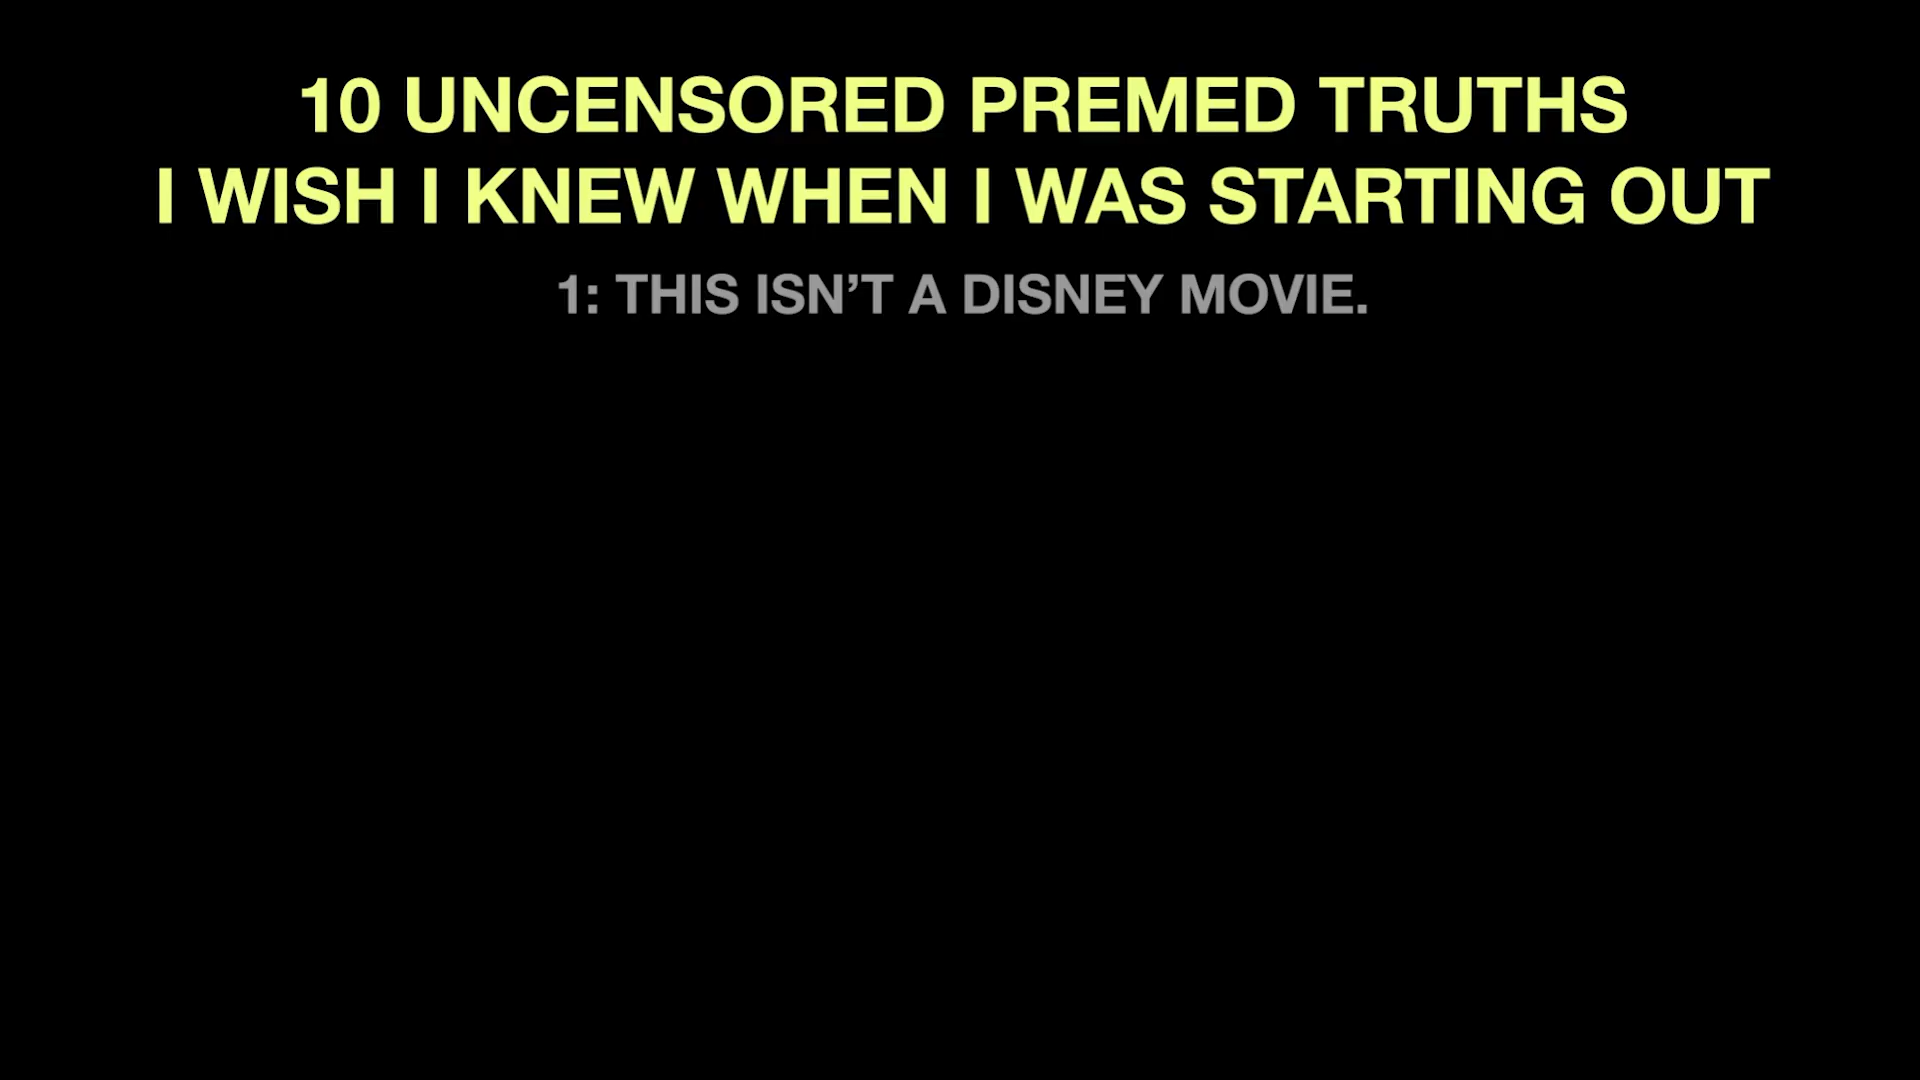 10 UNCENSORED PREMED TRUTHS
I WISH I KNEW WHEN I WAS STARTING OUT
1: THIS ISN’T A DISNEY MOVIE.